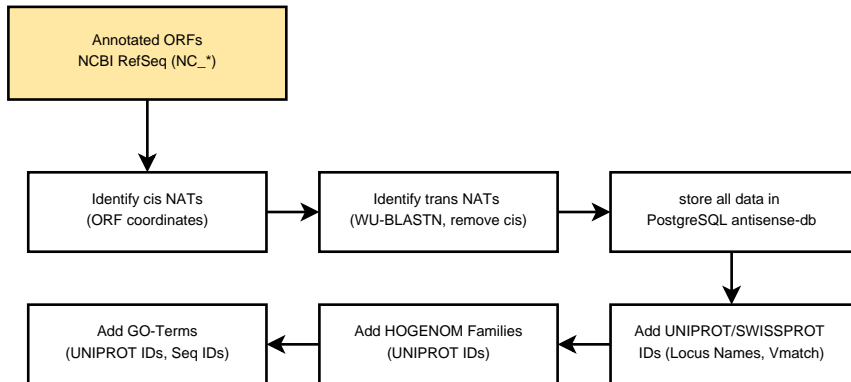 Annotated ORFs
NCBI RefSeq (NC_*)
Identify cis NATs
(ORF coordinates)
Identify trans NATs
(WU-BLASTN, remove cis)
store all data in
PostgreSQL antisense-db
Add UNIPROT/SWISSPROT
IDs (Locus Names, Vmatch)
Add HOGENOM Families
(UNIPROT IDs)
Add GO-Terms
(UNIPROT IDs, Seq IDs)